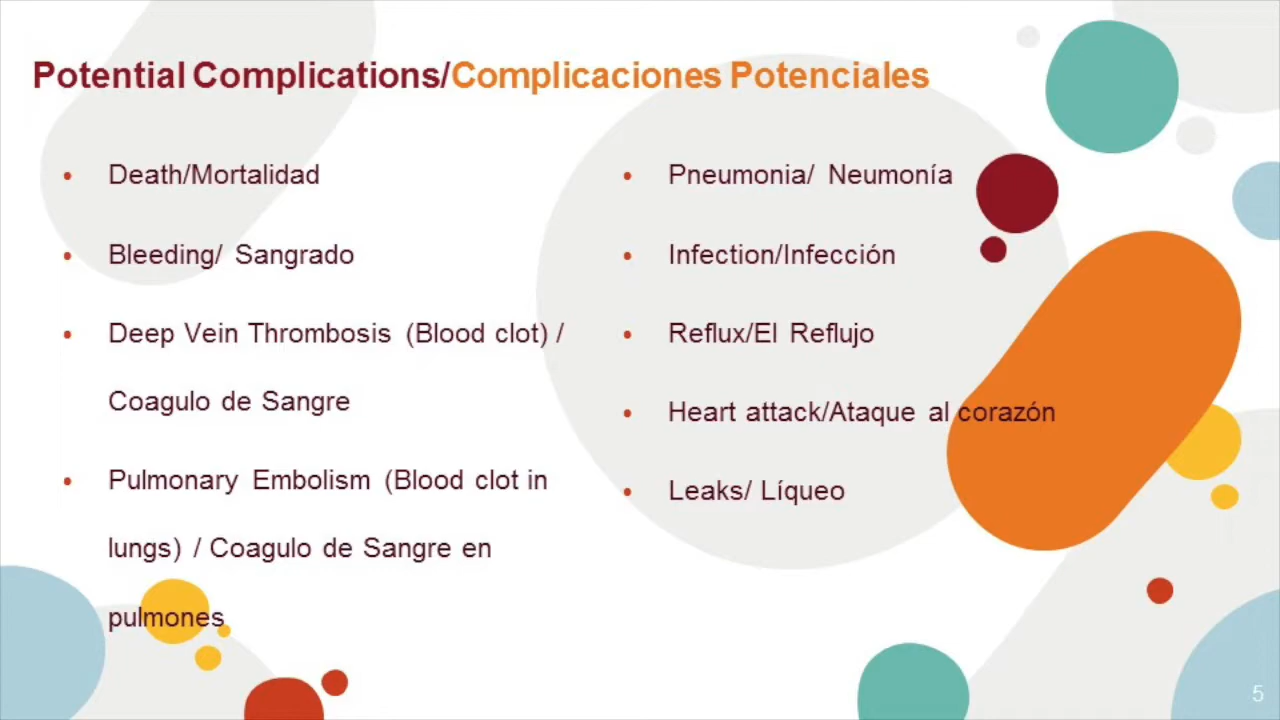 Potential Complications/Complicaciones Potenciales
• Death/Mortalidad
• Bleeding/ Sangrado
• Deep Vein Thrombosis (Blood clot) /
Coagulo de Sangre
• Pulmonary Embolism (Blood clot in
lungs) / Coagulo de Sangre en
pulmones
• Pneumonia/ Neumonía
• Infection/Infección
• Reflux/El Reflujo
• Heart attack/Ataque al corazón
• Leaks/ Líqueo
5